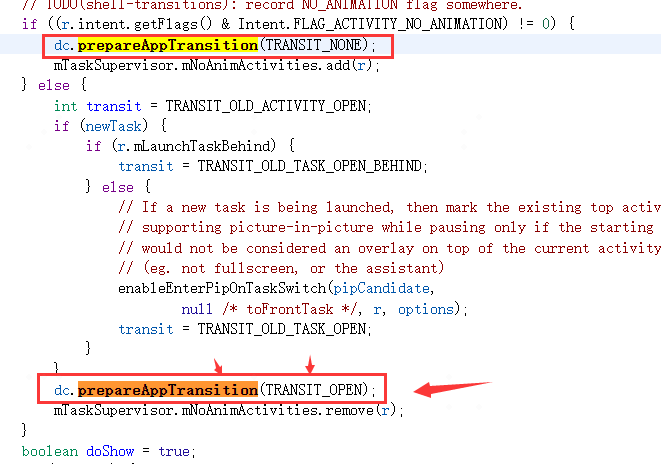 // TODO(shell-transitions): record NO_ANIMATION flag somewhere.
if ((r.intent.getFlags() & Intent.FLAG_ACTIVITY_NO_ANIMATION) != 0) {
dc.prepareAppTransition(TRANSIT_NONE);
mTaskSupervisor.mNoAnimActivities.add(r);
} else {
int transit = TRANSIT_OLD_ACTIVITY_OPEN;
if (newTask) {
if (r.mLaunchTaskBehind) {
transit = TRANSIT_OLD_TASK_OPEN_BEHIND;
} else {
// If a new task is being launched, then mark the existing top activ
// supporting picture-in-picture while pausing only if the starting
// would not be considered an overlay on top of the current activity
// (eg. not fullscreen, or the assistant)
enableEnterPipOnTaskSwitch(pipCandidate,
null /* toFrontTask */, r, options);
transit = TRANSIT_OLD_TASK_OPEN;
}
}
dc.prepareAppTransition(TRANSIT_OPEN);
mTaskSupervisor.mNoAnimActivities.remove(r);
}
boolean doShow = true;